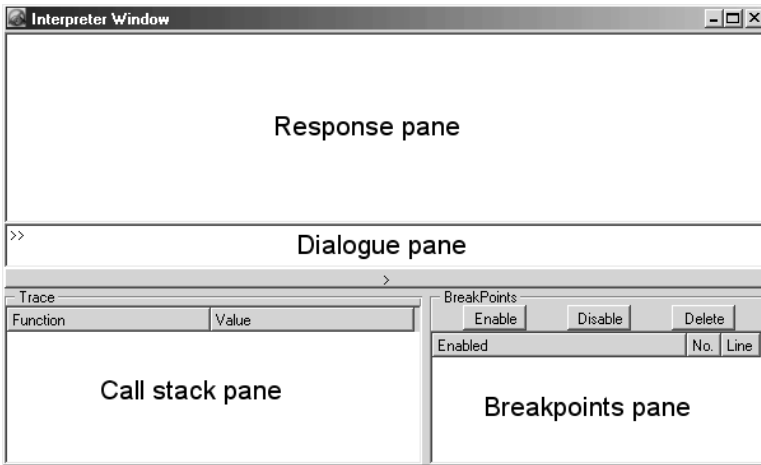 Interpreter Window
Response pane
>>
Dialogue pane
>
Trace
Function Value
Call stack pane
BreakPoints
Enable Disable Delete
Enabled No. Line
Breakpoints pane